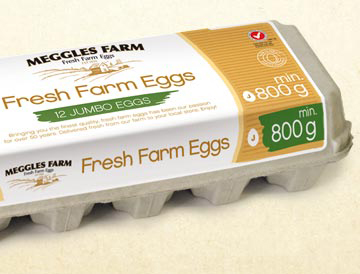 MEGGLES FARM
Fresh Farm Eggs
Fresh Farm Eggs
12 JUMBO EGGS
Bringing you the finest quality fresh farm eggs has been our passion
for over 50 years. Delivered fresh from our farm to your local store. Enjoy!
min.
J 800 g
MEGGLES FARM
Fresh Farm Eggs
Fresh Farm Eggs
min.
J 800 g